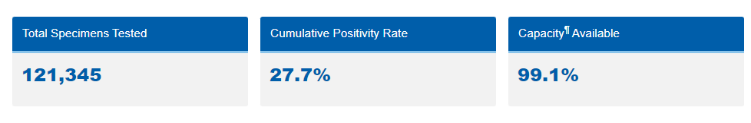 Total Specimens Tested
121,345
Cumulative Positivity Rate
27.7%
Capacity¶ Available
99.1%